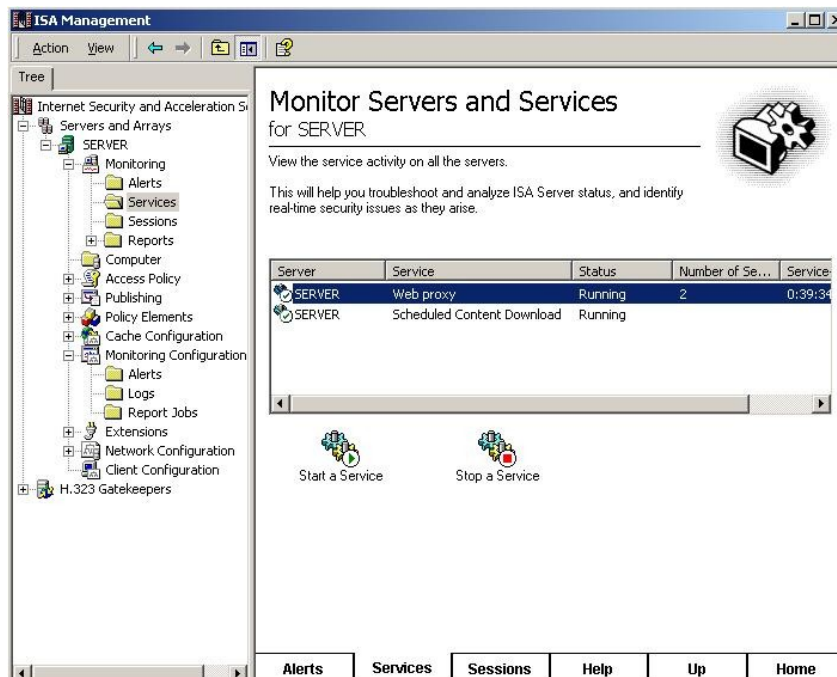 ISA Management
Action View
Tree
Internet Security and Acceleration S
Servers and Arrays
SERVER
Monitoring
Alerts
Services
Sessions
Reports
Computer
Access Policy
Publishing
Policy Elements
Cache Configuration
Monitoring Configuration
Alerts
Logs
Report Jobs
Extensions
Network Configuration
Client Configuration
H.323 Gatekeepers
Monitor Servers and Services
for SERVER
View the service activity on all the servers.
This will help you troubleshoot and analyze ISA Server status, and identify
real-time security issues as they arise.
Server Service Status Number of Se... Service
SERVER Web proxy Running 2 0:39:34
SERVER Scheduled Content Download Running
Start a Service Stop a Service
Alerts Services Sessions Help Up Home